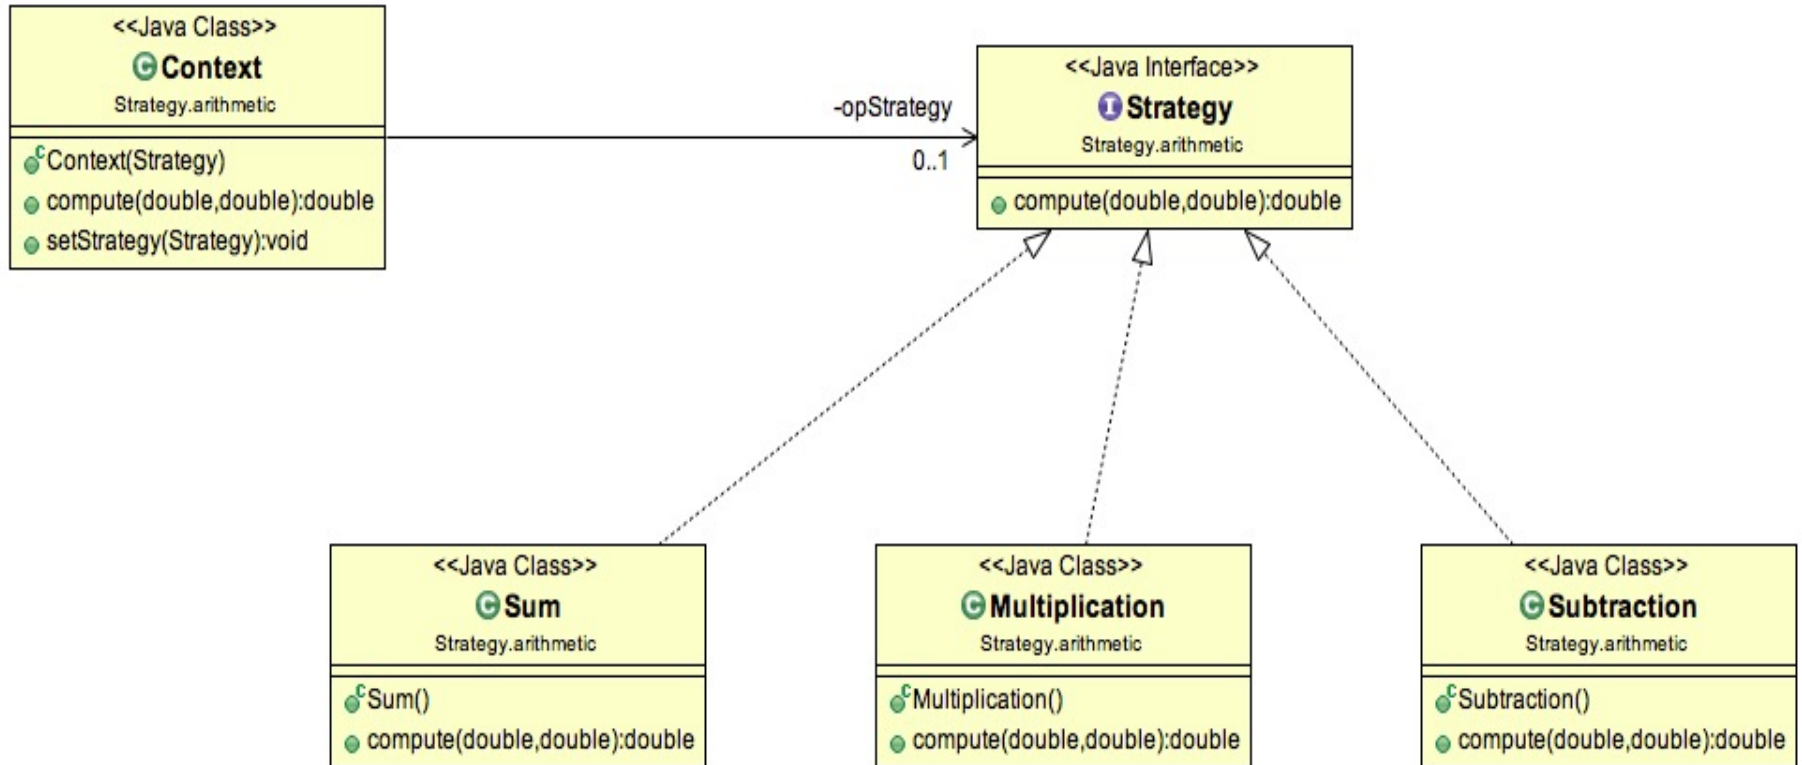 <<Java Class>>
Context
Strategy.arithmetic
Context(Strategy)
compute(double,double):double
setStrategy(Strategy):void
-opStrategy
0..1
<<Java Interface>>
Strategy
Strategy.arithmetic
compute(double,double):double
<<Java Class>>
Sum
Strategy.arithmetic
Sum()
compute(double,double):double
<<Java Class>>
Multiplication
Strategy.arithmetic
Multiplication()
compute(double,double):double
<<Java Class>>
Subtraction
Strategy.arithmetic
Subtraction()
compute(double,double):double